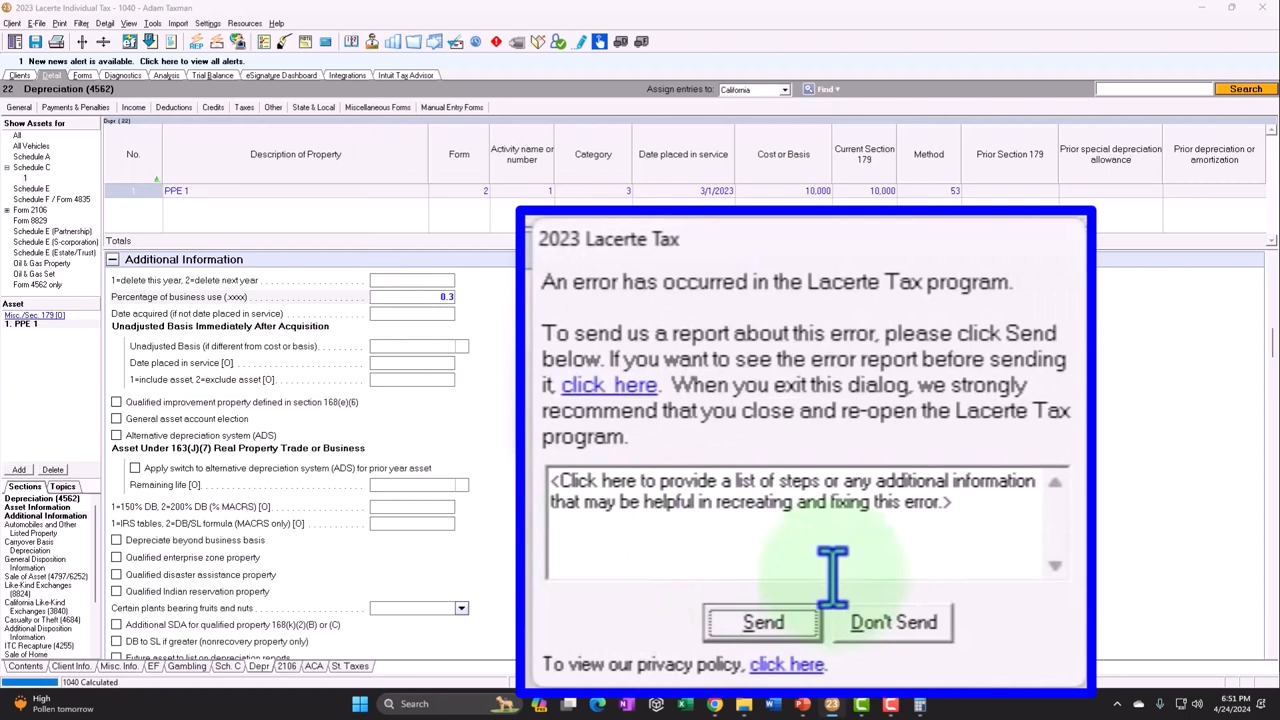 2023 Lacerte Individual Tax - 1040 - Adam Taxman
Client E-File Print Filter Detail View Tools Import Settings Resources Help
1 New news alert is available. Click here to view all alerts.
Clients Detail Forms Diagnostics Analysis Trial Balance eSignature Dashboard Integrations Intuit Tax Advisor
22 Depreciation (4562) Assign entries to: California Find Search
General Payments & Penalties Income Deductions Credits Taxes Other State & Local Miscellaneous Forms Manual Entry Forms
Show Assets for
All
All Vehicles
Schedule A
Schedule C
1
Schedule E
Schedule F / Form 4835
Form 2106
Form 8829
Schedule E (Partnership)
Schedule E (S-corporation)
Schedule E (Estate/Trust)
Oil & Gas Property
Oil & Gas Set
Form 4562 only
Asset
Misc./Sec. 179 [O]
1. PPE 1
Add Delete
Sections Topics
Depreciation (4562)
Asset Information
Additional Information
Automobiles and Other
Listed Property
Carryover Basis
Depreciation
General Disposition
Information
Sale of Asset (4797/6252)
Like-Kind Exchanges
(8824)
California Like-Kind
Exchanges (3840)
Casualty or Theft (4684)
Additional Disposition
Information
ITC Recapture (4255)
Sale of Home
Depr (22)
No. Description of Property Form Activity name or number Category Date placed in service Cost or Basis Current Section 179 Method Prior Section 179 Prior special depreciation allowance Prior depreciation or amortization
1 PPE 1 2 1 3 3/1/2023 10,000 10,000 53
Totals
Additional Information
1=delete this year, 2=delete next year
Percentage of business use (.xxxx) 0.3
Date acquired (if not date placed in service)
Unadjusted Basis Immediately After Acquisition
Unadjusted Basis (if different from cost or basis)
Date placed in service [O]
1=include asset, 2=exclude asset [O]
Qualified improvement property defined in section 168(e)(6)
General asset account election
Alternative depreciation system (ADS)
Asset Under 163(J)(7) Real Property Trade or Business
Apply switch to alternative depreciation system (ADS) for prior year asset
Remaining life [O]
1=150% DB, 2=200% DB (% MACRS)
1=IRS tables, 2=DB/SL formula (MACRS only) [O]
Depreciate beyond business basis
Qualified enterprise zone property
Qualified disaster assistance property
Qualified Indian reservation property
Certain plants bearing fruits and nuts
Additional SDA for qualified property 168(k)(2)(B) or (C)
DB to SL if greater (nonrecovery property only)
Future asset to list on depreciation reports
2023 Lacerte Tax
An error has occurred in the Lacerte Tax program.
To send us a report about this error, please click Send
below. If you want to see the error report before sending
it, click here. When you exit this dialog, we strongly
recommend that you close and re-open the Lacerte Tax
program.
<Click here to provide a list of steps or any additional information
that may be helpful in recreating and fixing this error.>
Send Don't Send
To view our privacy policy, click here.
Contents Client Info. Misc. Info. EF Gambling Sch. C Depr 2106 ACA St. Taxes
1040 Calculated
High
Pollen tomorrow
Search
23
6:51 PM
4/24/2024